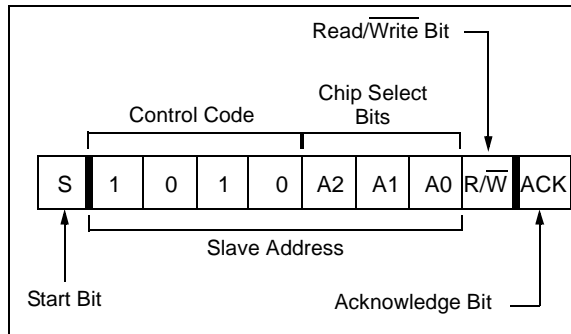 Read/Write Bit
Chip Select
Bits
Control Code
S 1 0 1 0 A2 A1 A0 R/W ACK
Slave Address
Start Bit
Acknowledge Bit